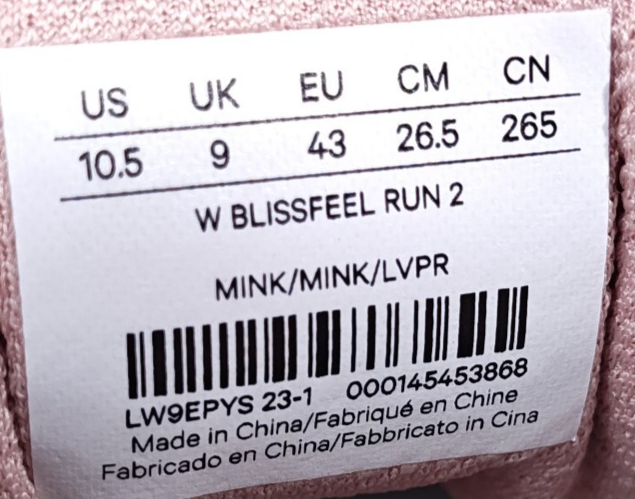 US UK EU CM CN
10.5 9 43 26.5 265
W BLISSFEEL RUN 2
MINK/MINK/LVPR
LW9EPYS 23-1 000145453868
Made in China/Fabriqué en Chine
Fabricado en China/Fabbricato in Cina